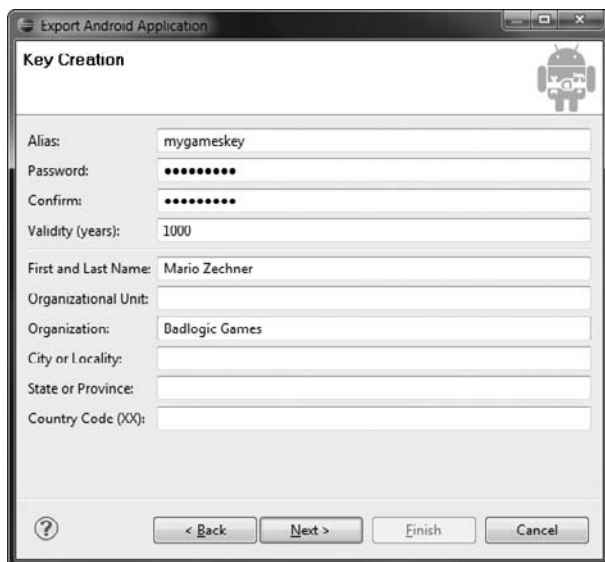 Export Android Application
Key Creation
Alias: mygameskey
Password: •••••••••
Confirm: •••••••••
Validity (years): 1000
First and Last Name: Mario Zechner
Organizational Unit:
Organization: Badlogic Games
City or Locality:
State or Province:
Country Code (XX):
? < Back Next > Finish Cancel